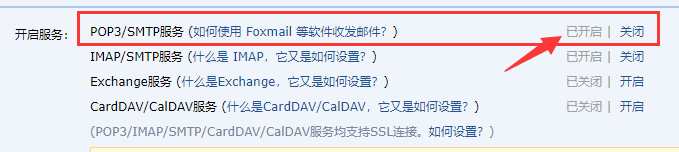 开启服务： POP3/SMTP服务 (如何使用 Foxmail 等软件收发邮件？) 已开启 | 关闭
IMAP/SMTP服务 (什么是 IMAP，它又是如何设置？) 已开启 | 关闭
Exchange服务 (什么是Exchange，它又是如何设置？) 已关闭 | 开启
CardDAV/CalDAV服务 (什么是CardDAV/CalDAV，它又是如何设置？) 已关闭 | 开启
(POP3/IMAP/SMTP/CardDAV/CalDAV服务均支持SSL连接。如何设置？)